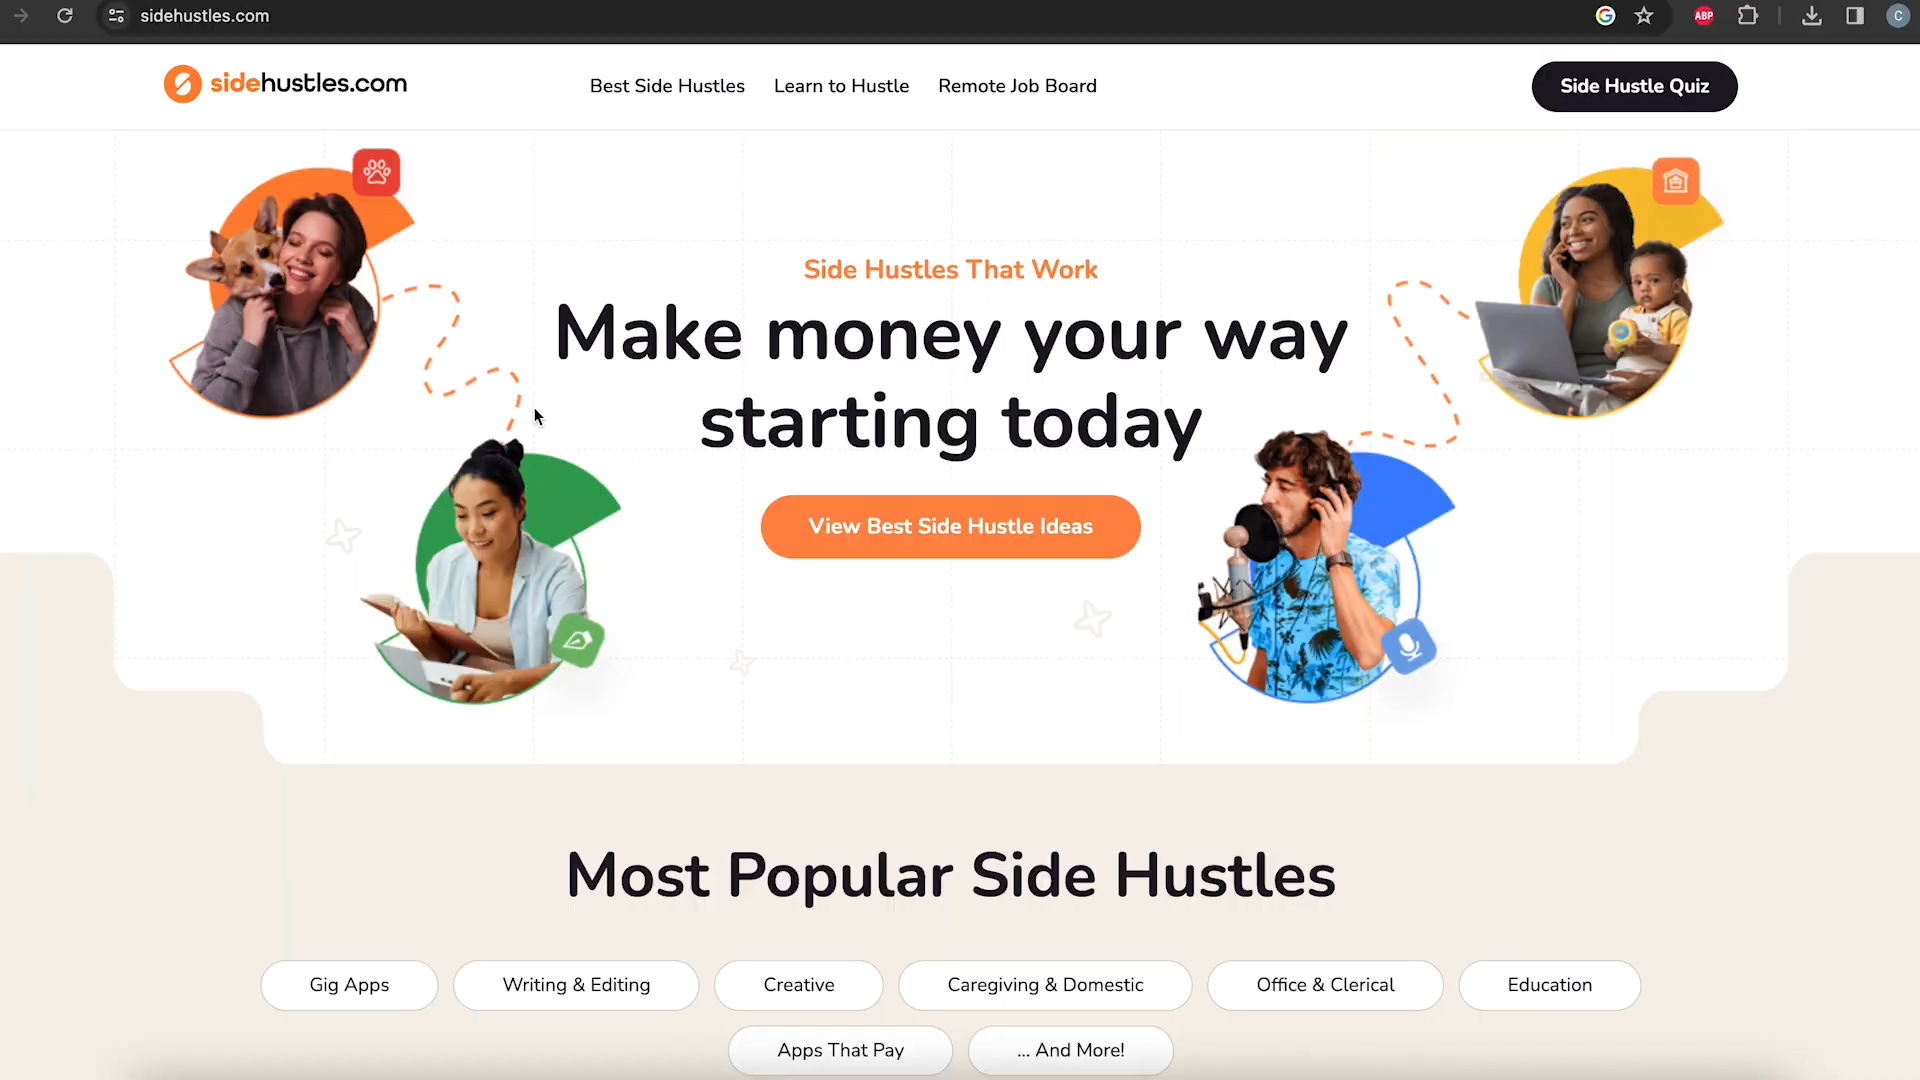 sidehustles.com
ABP
C
sidehustles.com
Best Side Hustles
Learn to Hustle
Remote Job Board
Side Hustle Quiz
Side Hustles That Work
Make money your way
starting today
View Best Side Hustle Ideas
Most Popular Side Hustles
Gig Apps
Writing & Editing
Creative
Caregiving & Domestic
Office & Clerical
Education
Apps That Pay
... And More!